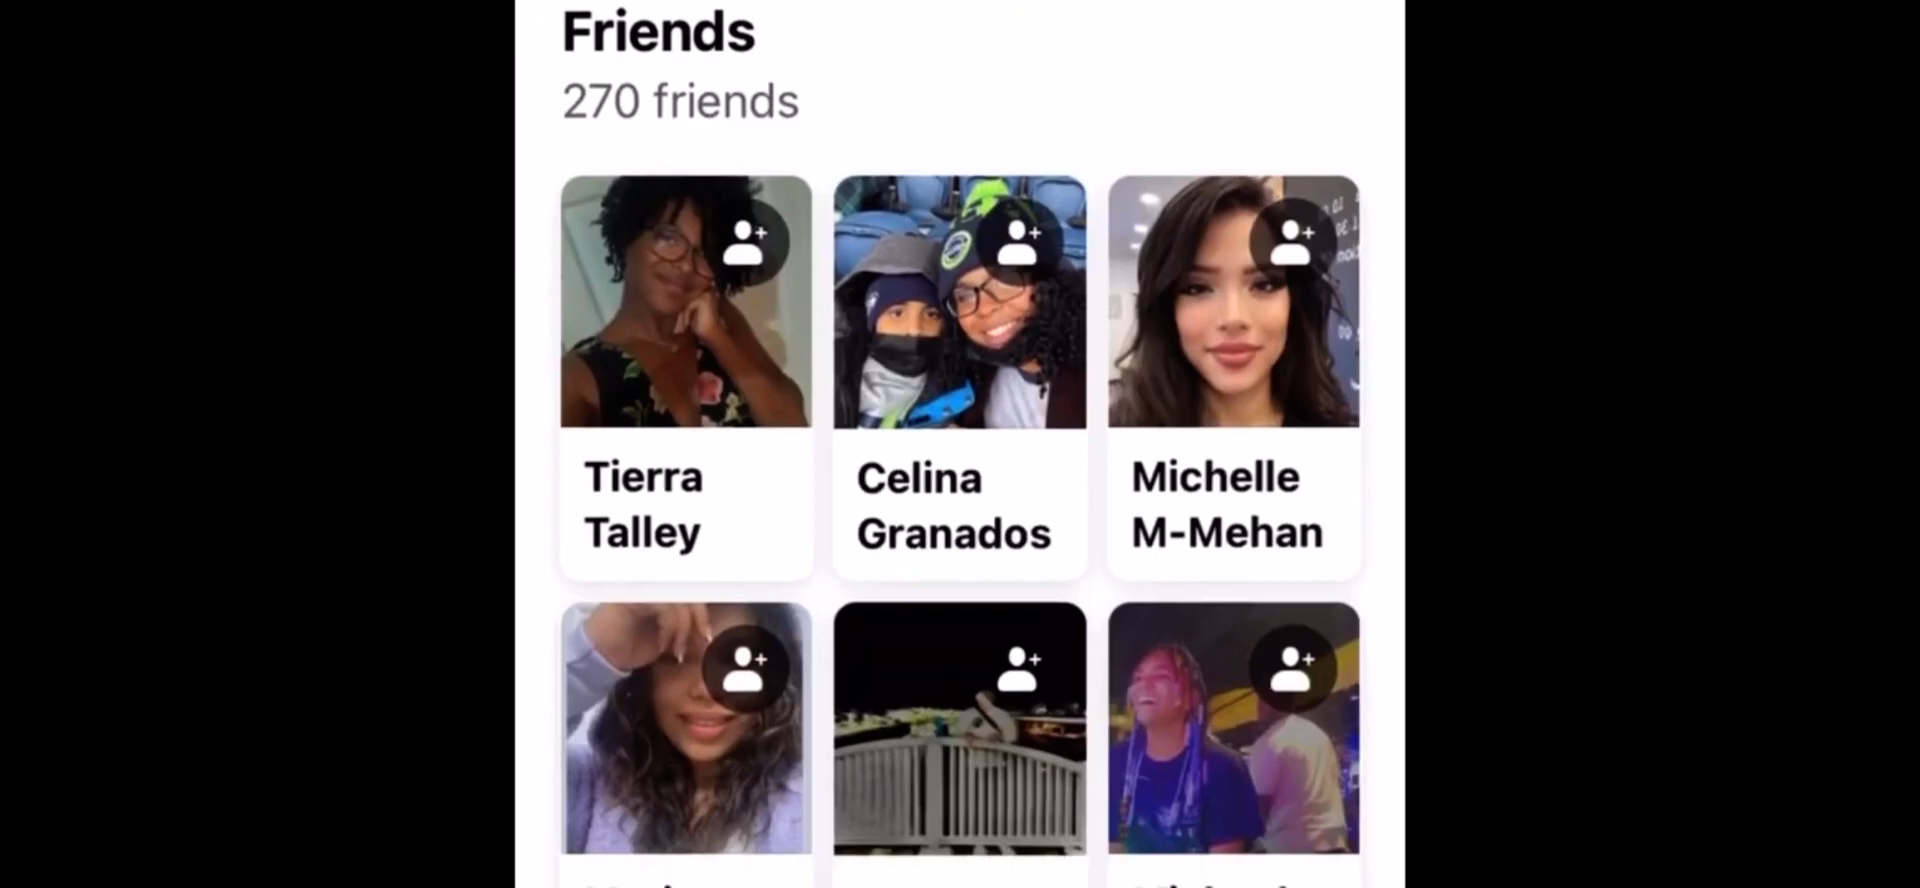 Friends
270 friends
Tierra
Talley
Celina
Granados
Michelle
M-Mehan